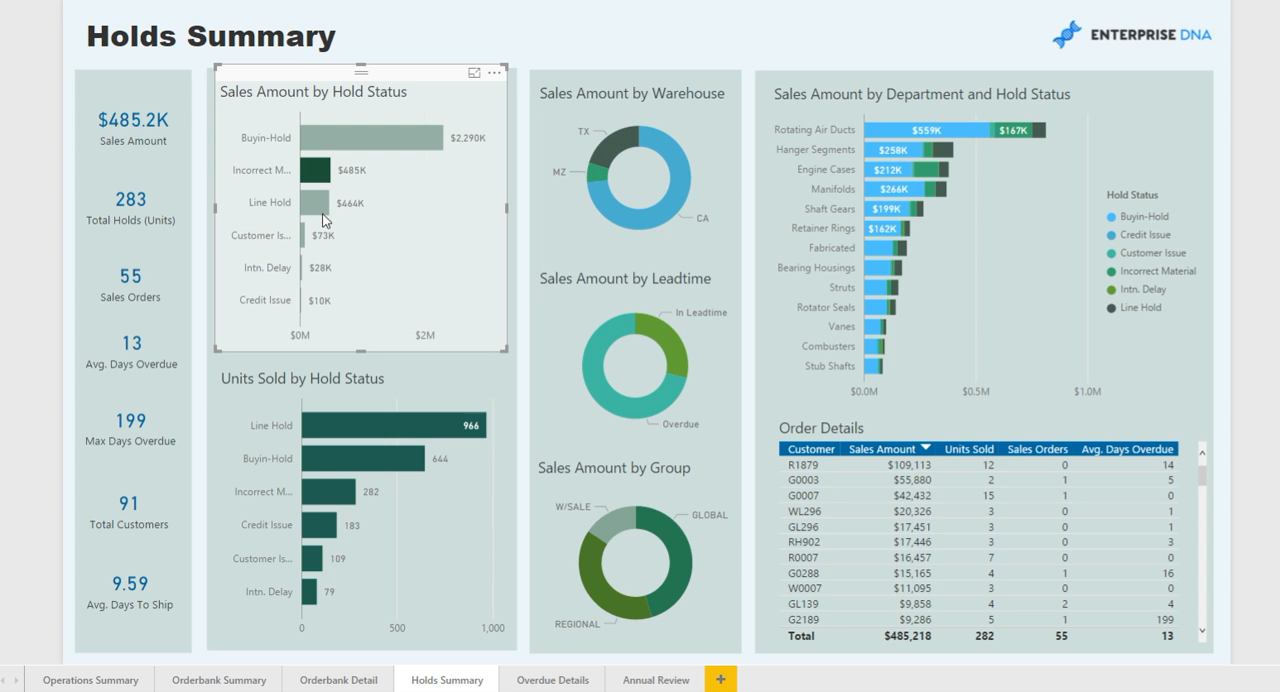 Holds Summary
ENTERPRISE DNA
$485.2K
Sales Amount
283
Total Holds (Units)
55
Sales Orders
13
Avg. Days Overdue
199
Max Days Overdue
91
Total Customers
9.59
Avg. Days To Ship
Sales Amount by Hold Status
Buyin-Hold $2,290K
Incorrect M... $485K
Line Hold $464K
Customer Is... $73K
Intn. Delay $28K
Credit Issue $10K
$0M $2M
Units Sold by Hold Status
Line Hold 966
Buyin-Hold 644
Incorrect M... 282
Credit Issue 183
Customer Is... 109
Intn. Delay 79
0 500 1,000
Sales Amount by Warehouse
TX
MZ
CA
Sales Amount by Leadtime
In Leadtime
Overdue
Sales Amount by Group
W/SALE
GLOBAL
REGIONAL
Sales Amount by Department and Hold Status
Rotating Air Ducts $559K $167K
Hanger Segments $258K
Engine Cases $212K
Manifolds $266K
Shaft Gears $199K
Retainer Rings $162K
Fabricated
Bearing Housings
Struts
Rotator Seals
Vanes
Combusters
Stub Shafts
$0.0M $0.5M $1.0M
Hold Status
Buyin-Hold
Credit Issue
Customer Issue
Incorrect Material
Intn. Delay
Line Hold
Order Details
Customer Sales Amount Units Sold Sales Orders Avg. Days Overdue
R1879 $109,113 12 0 14
G0003 $55,880 2 1 5
G0007 $42,432 15 1 0
WL296 $20,326 3 3 1
GL296 $17,451 3 3 1
RH902 $17,446 3 0 3
R0007 $16,457 7 0 0
G0288 $15,165 4 1 16
W0007 $11,095 3 0 0
GL139 $9,858 4 2 4
G2189 $9,286 5 1 199
Total $485,218 282 55 13
Operations Summary Orderbank Summary Orderbank Detail Holds Summary Overdue Details Annual Review +